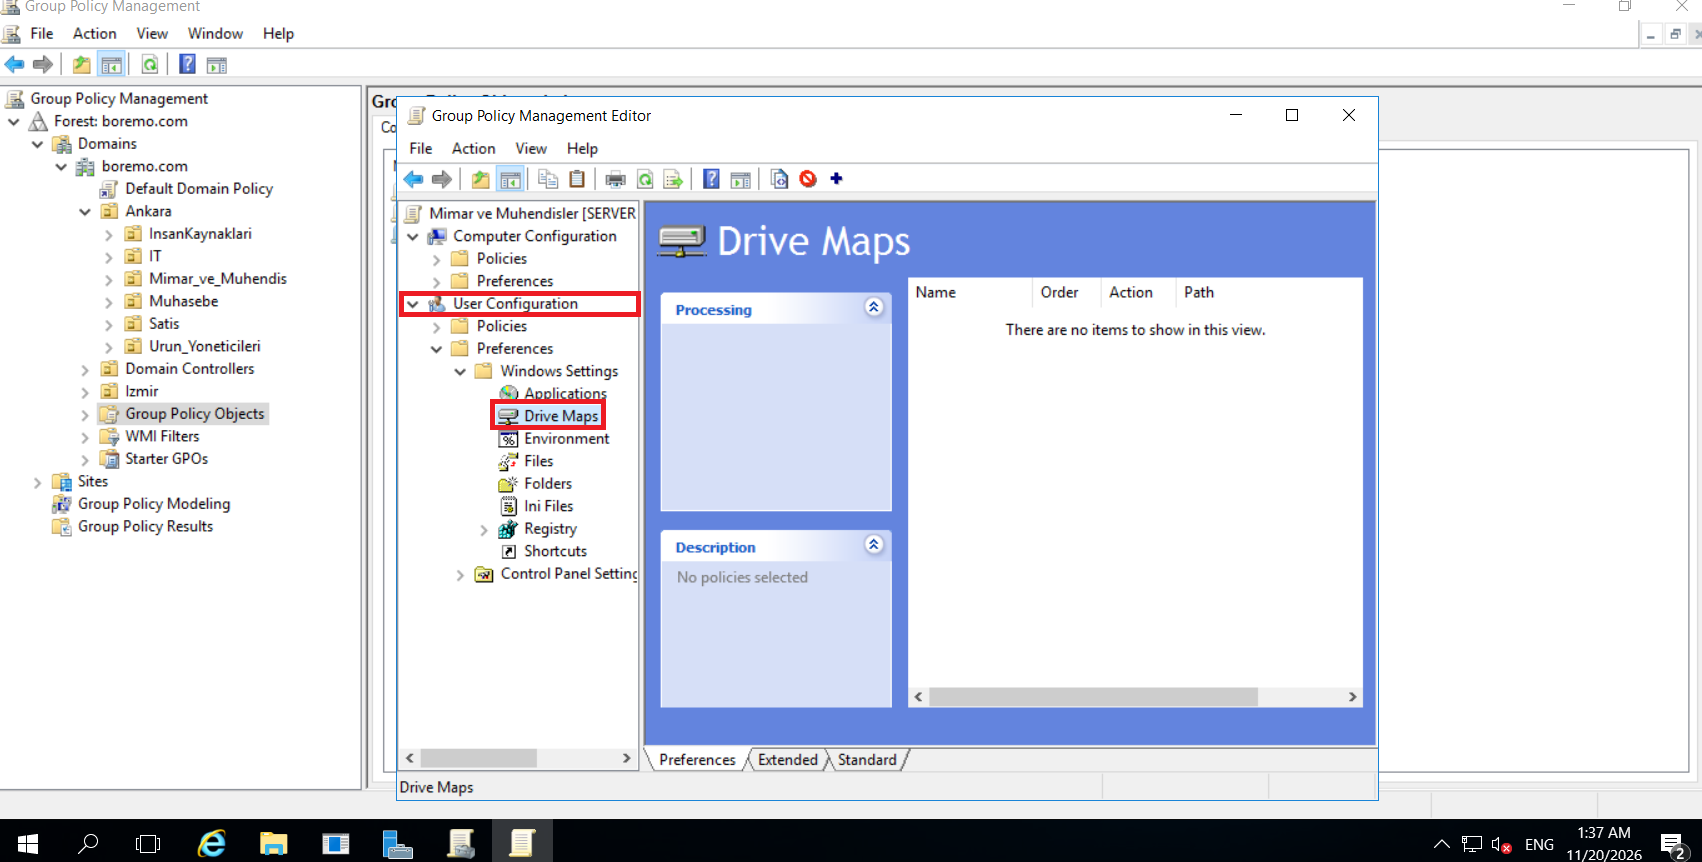 Group Policy Management
File Action View Window Help
Group Policy Management
Forest: boremo.com
Domains
boremo.com
Default Domain Policy
Ankara
InsanKaynaklari
IT
Mimar_ve_Muhendis
Muhasebe
Satis
Urun_Yoneticileri
Domain Controllers
Izmir
Group Policy Objects
WMI Filters
Starter GPOs
Sites
Group Policy Modeling
Group Policy Results
Group Policy Management Editor
File Action View Help
Mimar ve Muhendisler [SERVER
Computer Configuration
Policies
Preferences
User Configuration
Policies
Preferences
Windows Settings
Applications
Drive Maps
Environment
Files
Folders
Ini Files
Registry
Shortcuts
Control Panel Setting
Drive Maps
Processing
Description
No policies selected
Name Order Action Path
There are no items to show in this view.
Preferences Extended Standard
Drive Maps
ENG
1:37 AM
11/20/2026
2